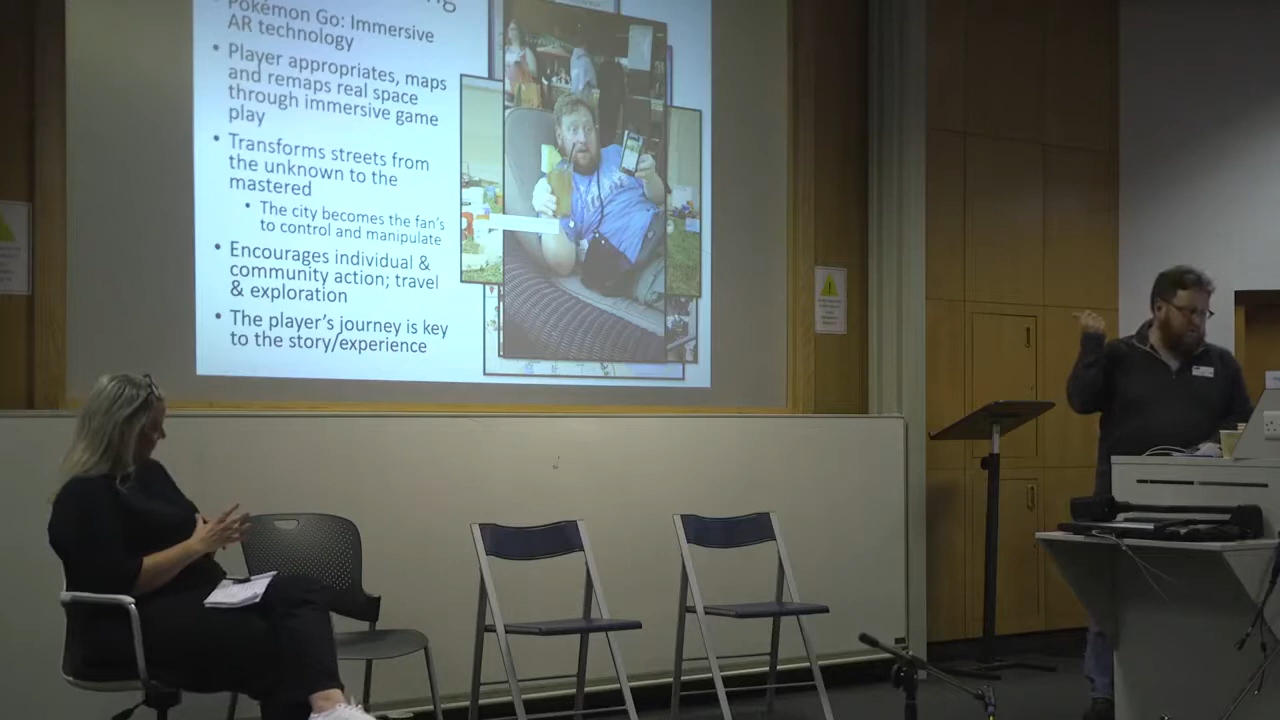 Pokémon Go: Immersive
AR technology
• Player appropriates, maps
and remaps real space
through immersive game
play
• Transforms streets from
the unknown to the
mastered
• The city becomes the fan's
to control and manipulate
• Encourages individual &
community action; travel
& exploration
• The player's journey is key
to the story/experience